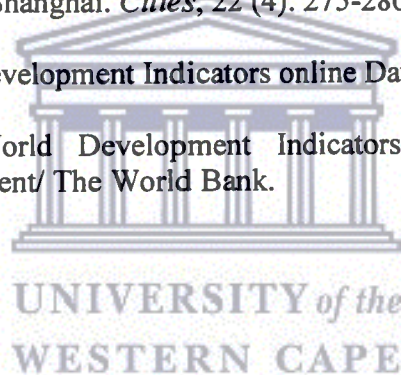 Shanghai. Cities, 22 (4): 275-280
evelopment Indicators online Da
orld Development Indicators
ent/ The World Bank.
UNIVERSITY of the
WESTERN CAPE